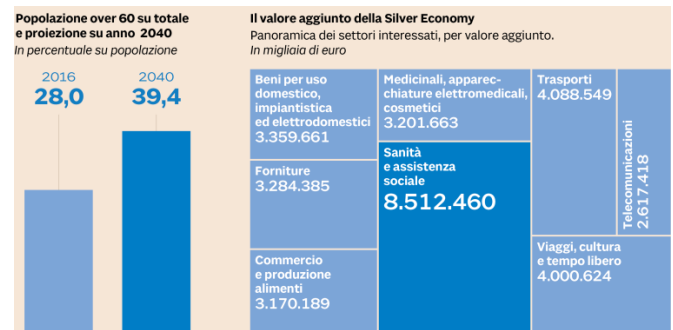 Popolazione over 60 su totale
e proiezione su anno 2040
In percentuale su popolazione
2016
28,0
2040
39,4
Il valore aggiunto della Silver Economy
Panoramica dei settori interessati, per valore aggiunto.
In migliaia di euro
Beni per uso
domestico,
impiantistica
ed elettrodomestici
3.359.661
Forniture
3.284.385
Commercio
e produzione
alimenti
3.170.189
Medicinali, apparec-
chiature elettromedicali,
cosmetici
3.201.663
Sanità
e assistenza
sociale
8.512.460
Trasporti
4.088.549
Telecomunicazioni
2.617.418
Viaggi, cultura
e tempo libero
4.000.624